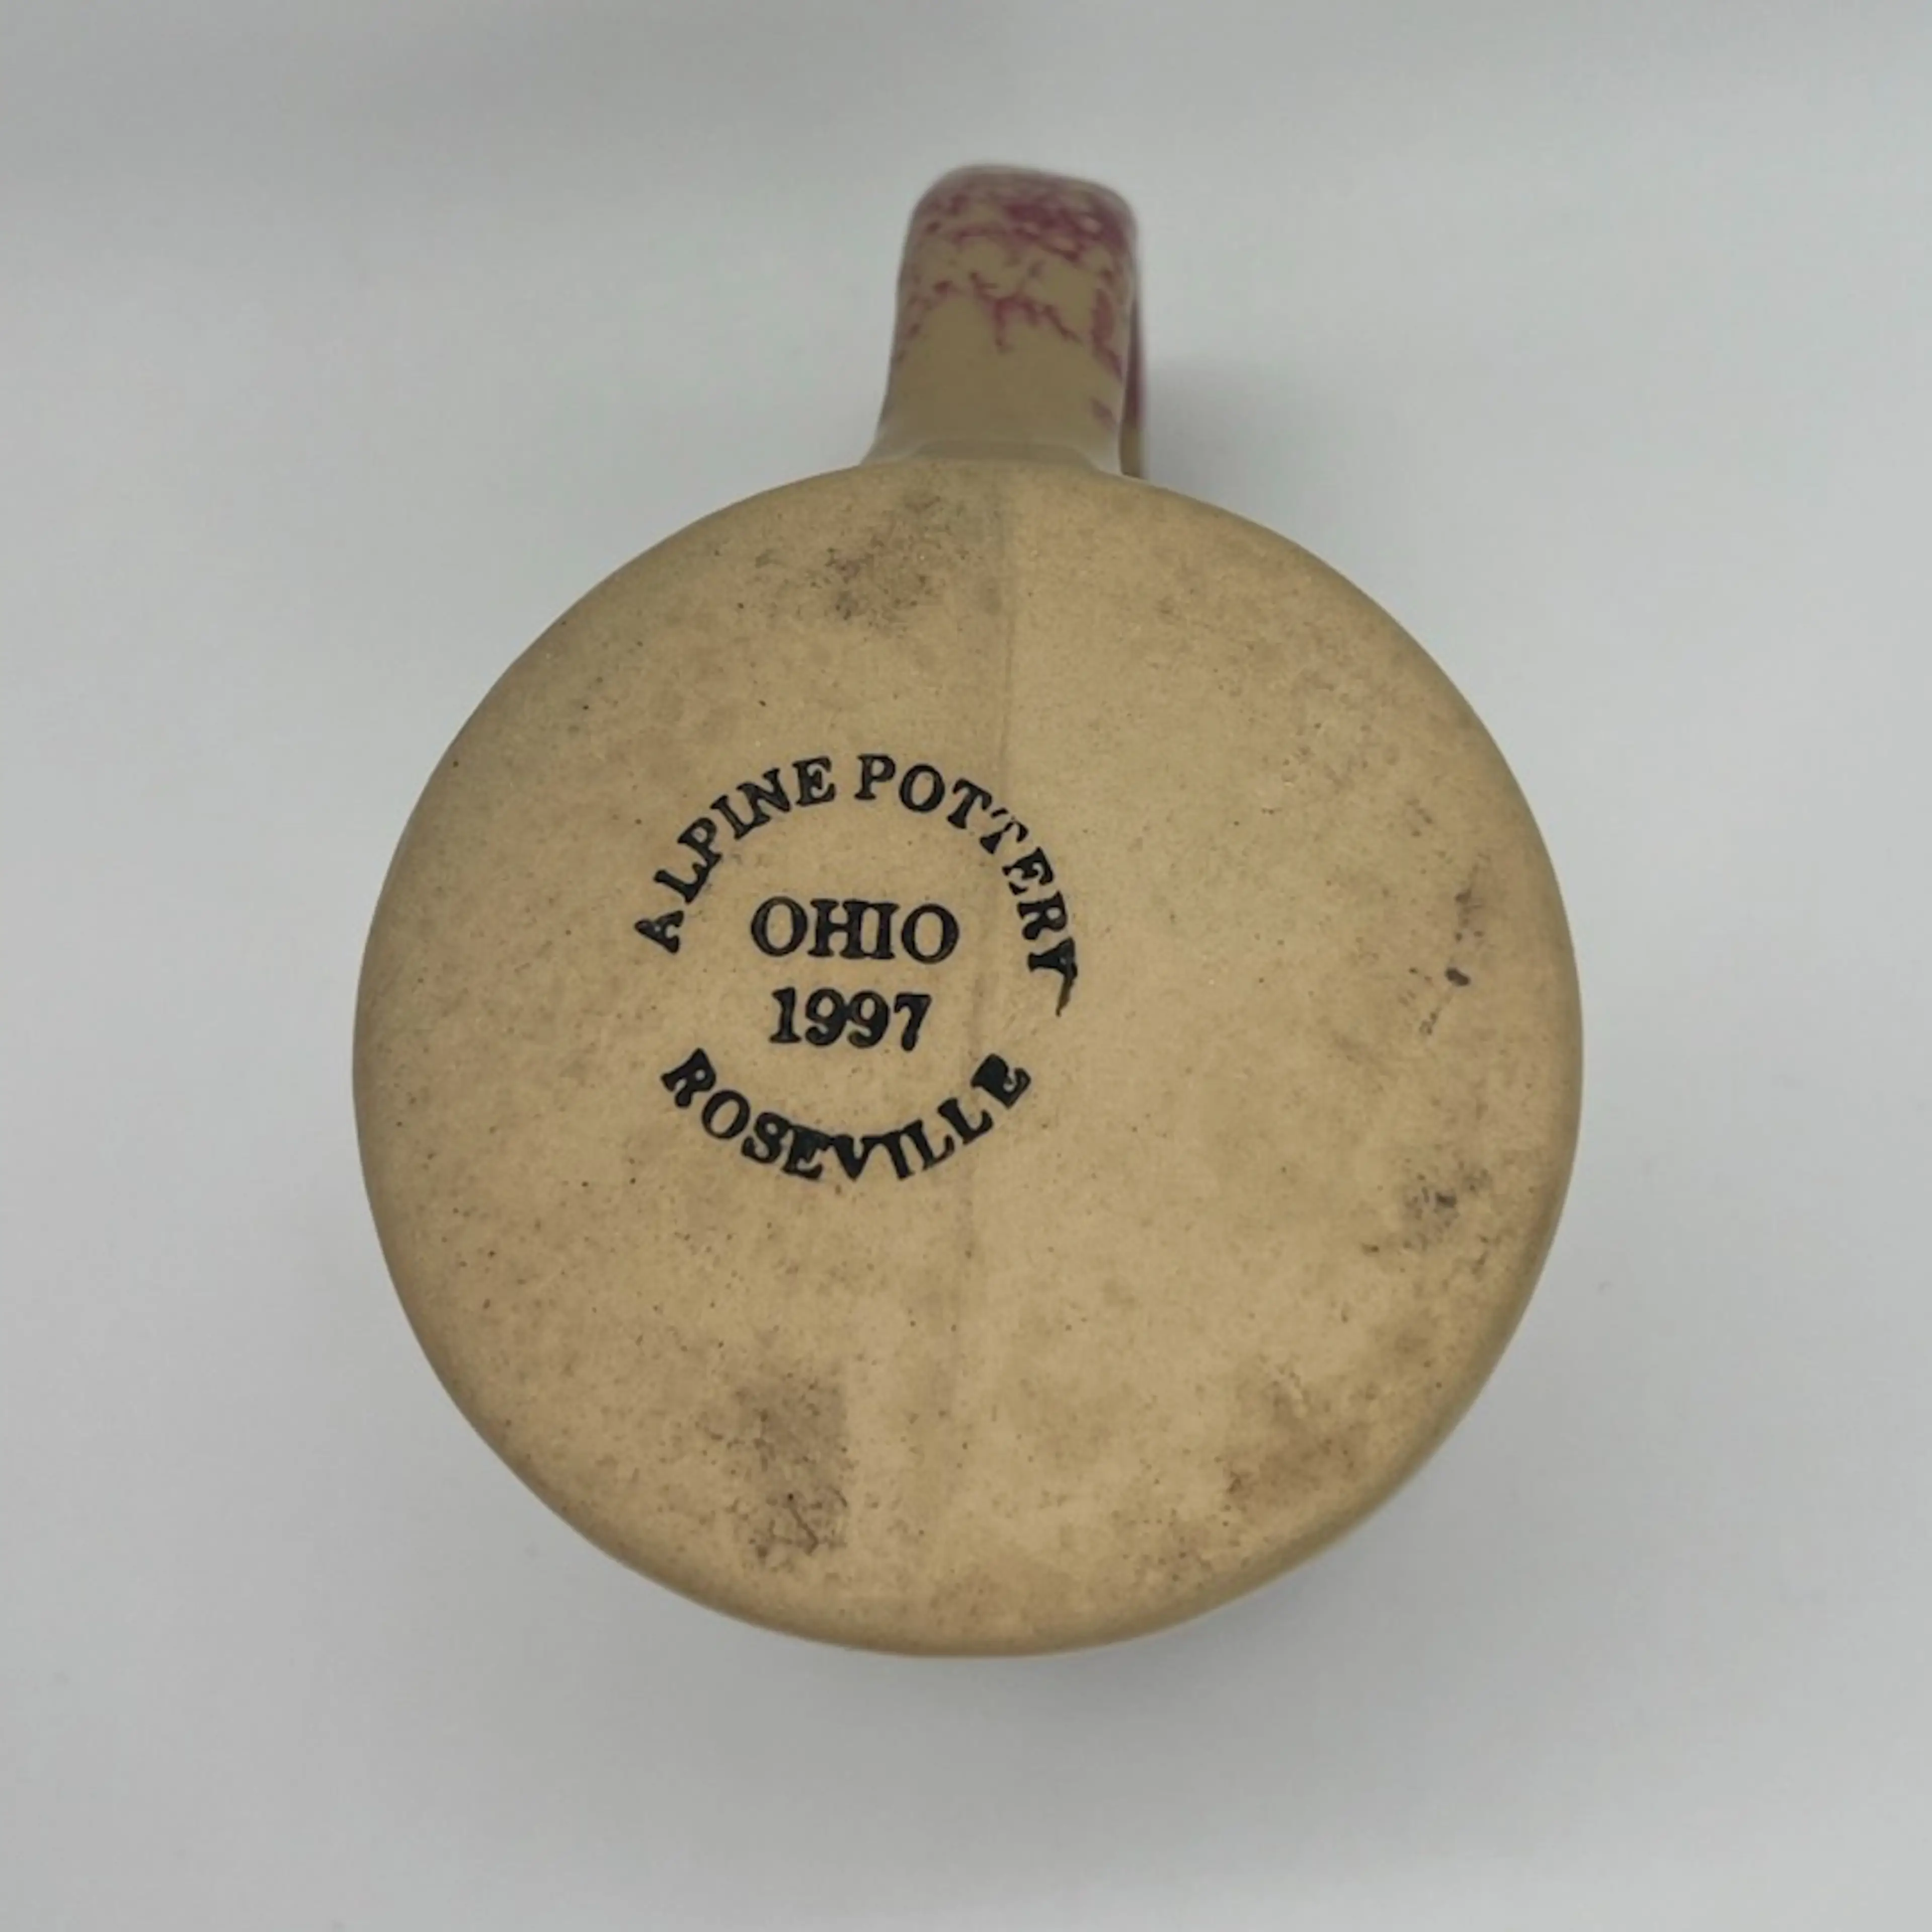 ALPINE POTTERY
OHIO
1997
ROSEVILLE